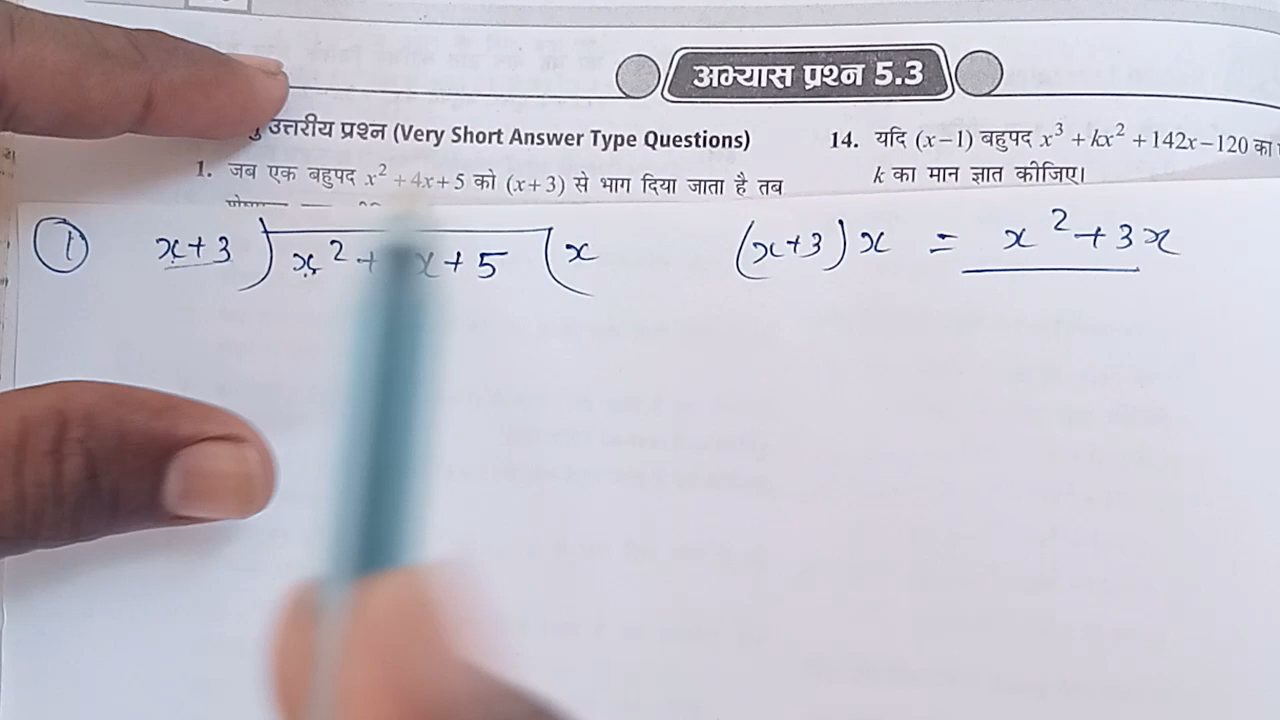 अभ्यास प्रश्न 5.3
उत्तरीय प्रश्न (Very Short Answer Type Questions)
1. जब एक बहुपद x² + 4x + 5 को (x + 3) से भाग दिया जाता है तब
14. यदि (x – 1) बहुपद x³ + kx² + 142x – 120 का
k का मान ज्ञात कीजिए।
1 x + 3 ) x² + x + 5 ( x
(x + 3) x = x² + 3x